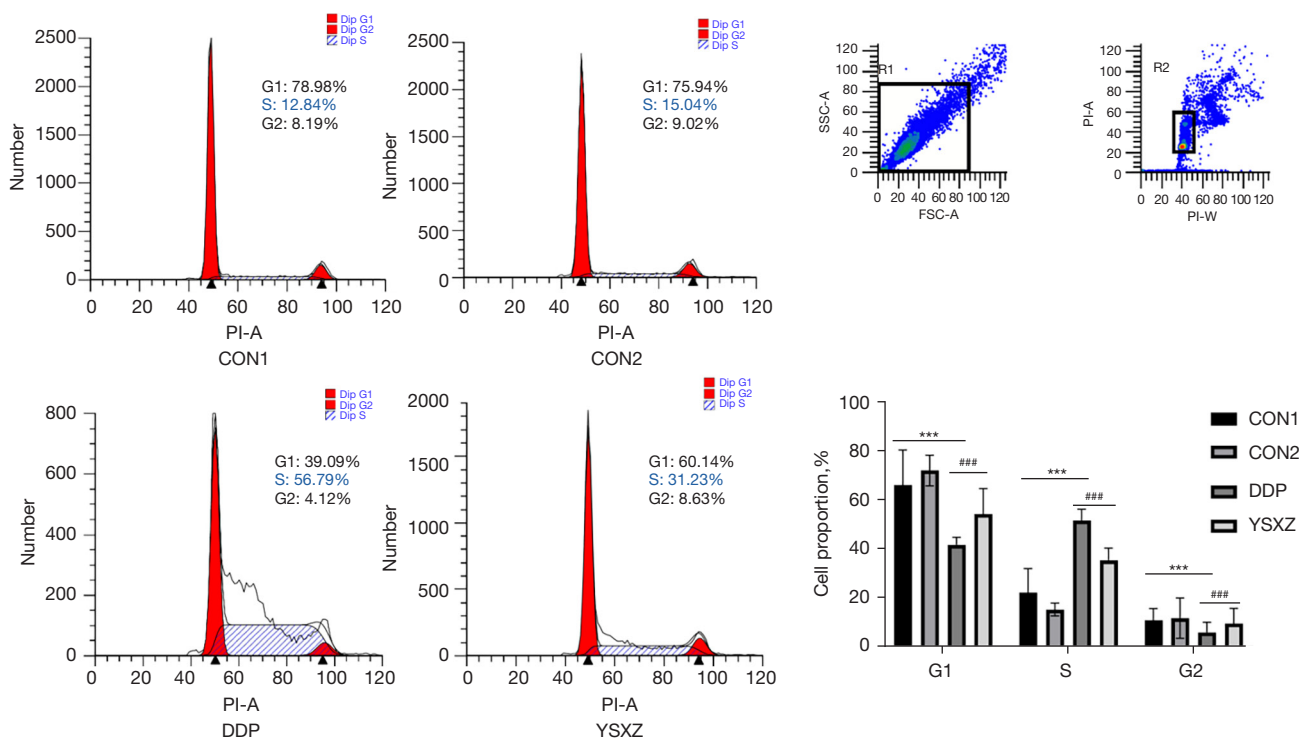 Dip G1
Dip G2
Dip S
2500
2000
1500
1000
500
0
Number
G1: 78.98%
S: 12.84%
G2: 8.19%
0 20 40 60 80 100 120
PI-A
CON1
Dip G1
Dip G2
Dip S
2500
2000
1500
1000
500
0
Number
G1: 75.94%
S: 15.04%
G2: 9.02%
0 20 40 60 80 100 120
PI-A
CON2
120
100
80
60
40
20
0
SSC-A
R1
0 20 40 60 80 100 120
FSC-A
120
100
80
60
40
20
0
PI-A
R2
0 20 40 60 80 100 120
PI-W
Dip G1
Dip G2
Dip S
800
600
400
200
0
Number
G1: 39.09%
S: 56.79%
G2: 4.12%
0 20 40 60 80 100 120
PI-A
DDP
Dip G1
Dip G2
Dip S
2000
1500
1000
500
0
Number
G1: 60.14%
S: 31.23%
G2: 8.63%
0 20 40 60 80 100 120
PI-A
YSXZ
100
80
60
40
20
0
Cell proportion,%
***
###
***
###
***
###
G1 S G2
CON1
CON2
DDP
YSXZ